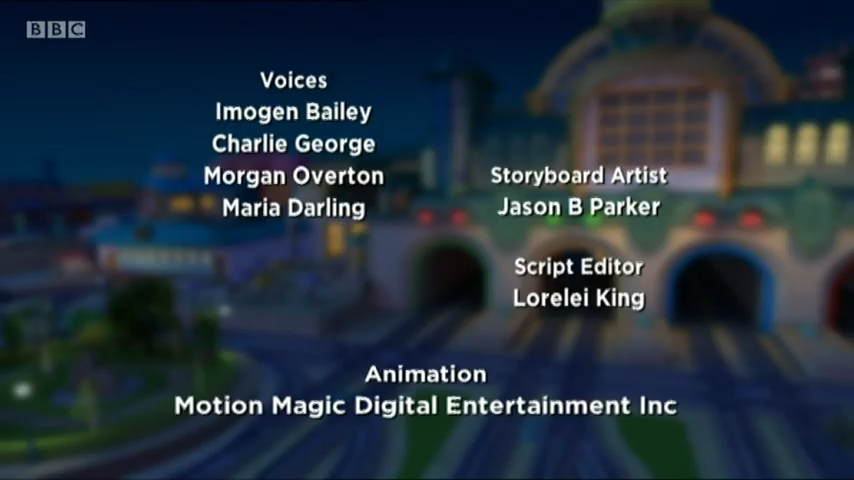 BBC
Voices
Imogen Bailey
Charlie George
Morgan Overton
Maria Darling
Storyboard Artist
Jason B Parker
Script Editor
Lorelei King
Animation
Motion Magic Digital Entertainment Inc